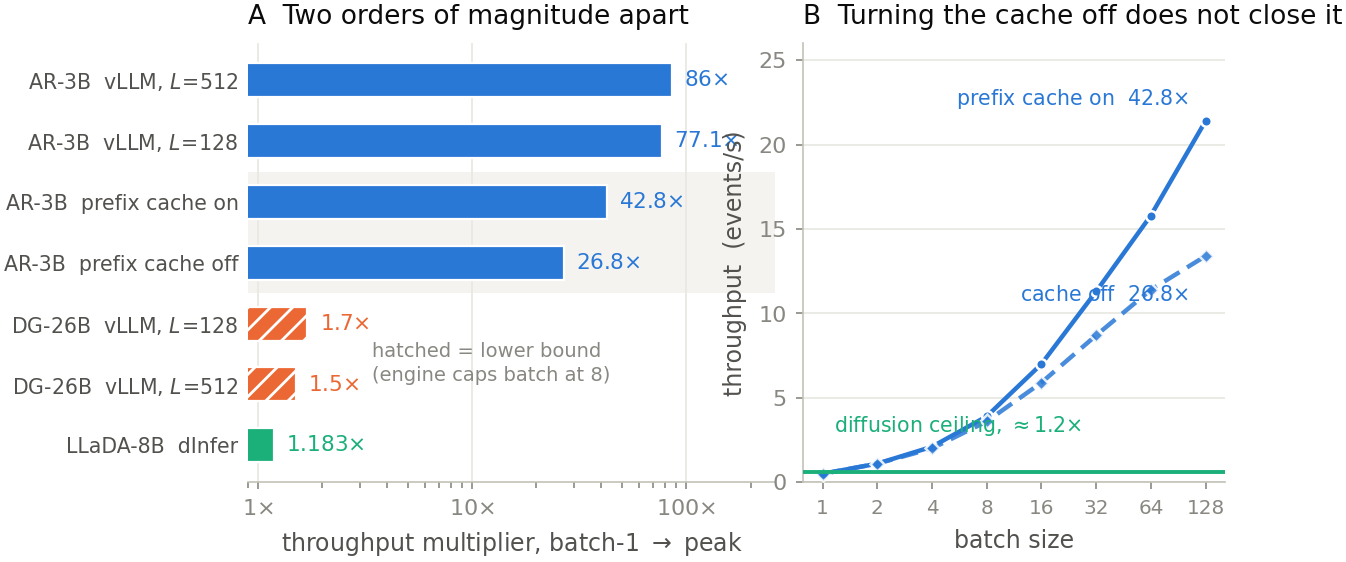 A Two orders of magnitude apart
AR-3B vLLM, L=512
86×
AR-3B vLLM, L=128
77.1×
AR-3B prefix cache on
42.8×
AR-3B prefix cache off
26.8×
DG-26B vLLM, L=128
1.7×
hatched = lower bound
(engine caps batch at 8)
DG-26B vLLM, L=512
1.5×
LLaDA-8B dInfer
1.183×
1× 10× 100×
throughput multiplier, batch-1 → peak
B Turning the cache off does not close it
throughput (events/s)
25
20
15
10
5
0
prefix cache on 42.8×
cache off 26.8×
diffusion ceiling, ≈1.2×
1 2 4 8 16 32 64 128
batch size